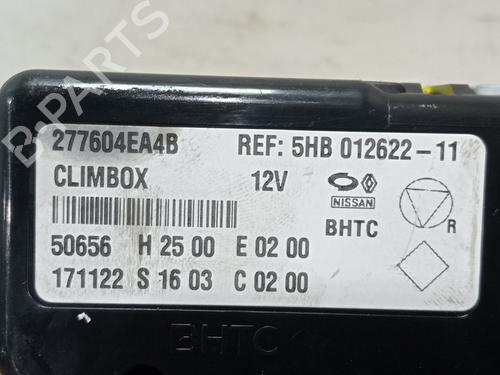 B-PARTS
277604EA4B REF: 5HB 012622-11
CLIMBOX 12V
NISSAN
BHTC R
50656 H 25 00 E 02 00
171122 S 16 03 C 02 00
BHTC